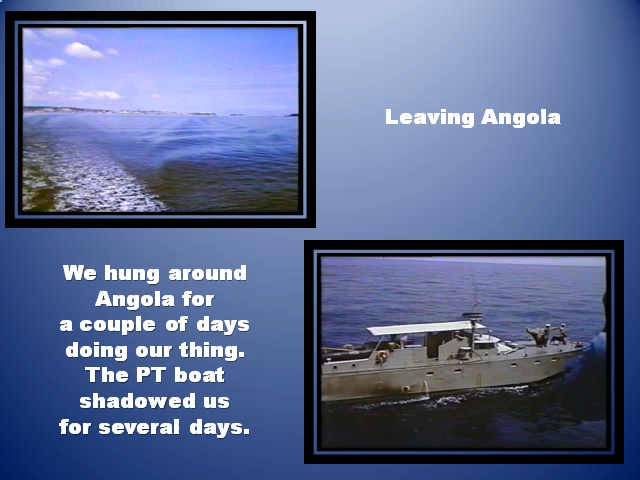 Leaving Angola
We hung around
Angola for
a couple of days
doing our thing.
The PT boat
shadowed us
for several days.